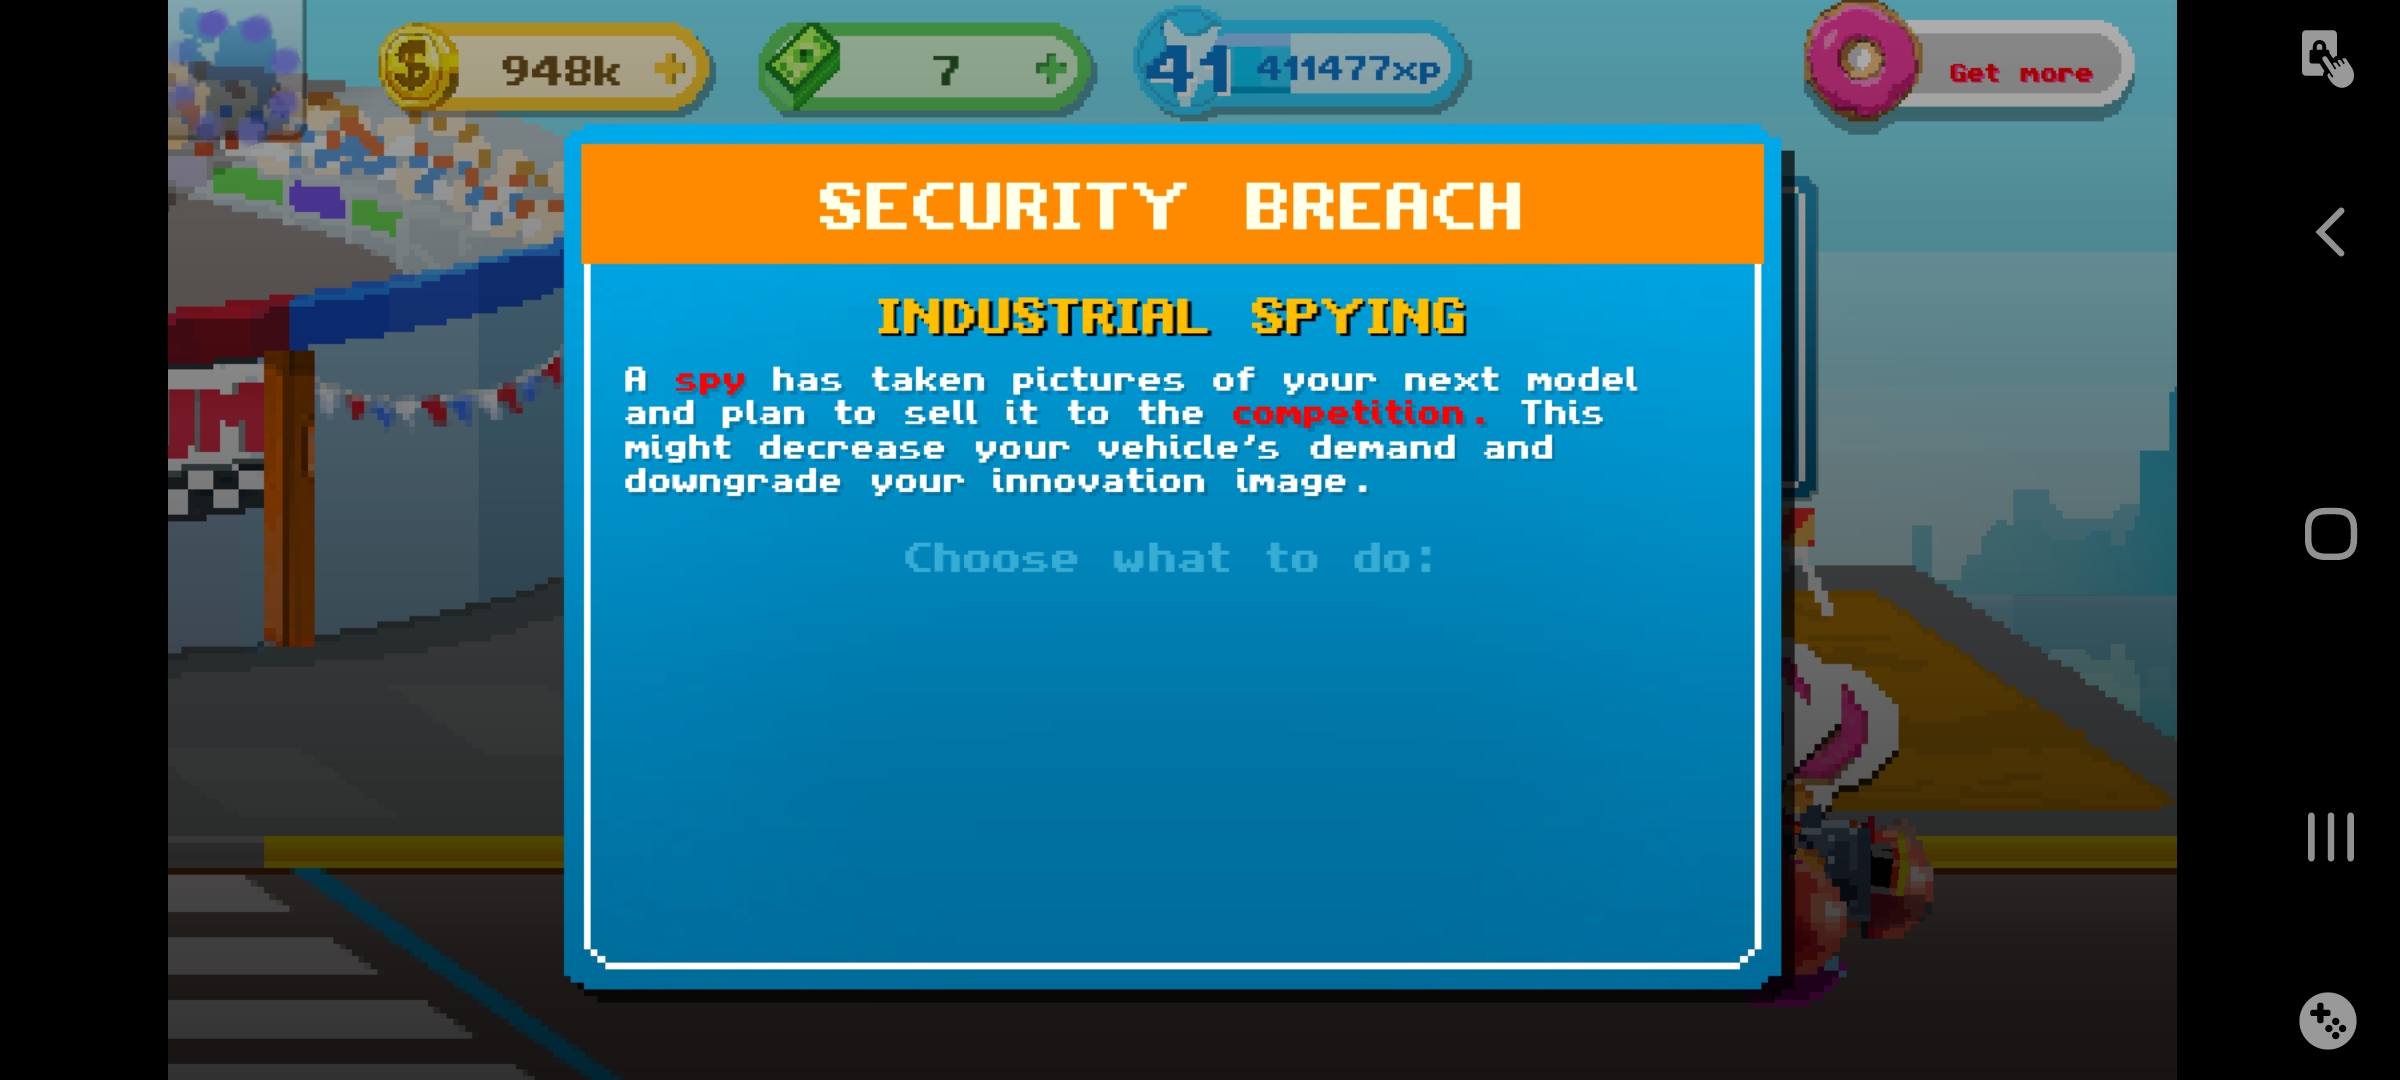 948k
7
41
411477xp
Get more
SECURITY BREACH
INDUSTRIAL SPYING
A spy has taken pictures of your next model
and plan to sell it to the competition. This
might decrease your vehicle's demand and
downgrade your innovation image.
Choose what to do: